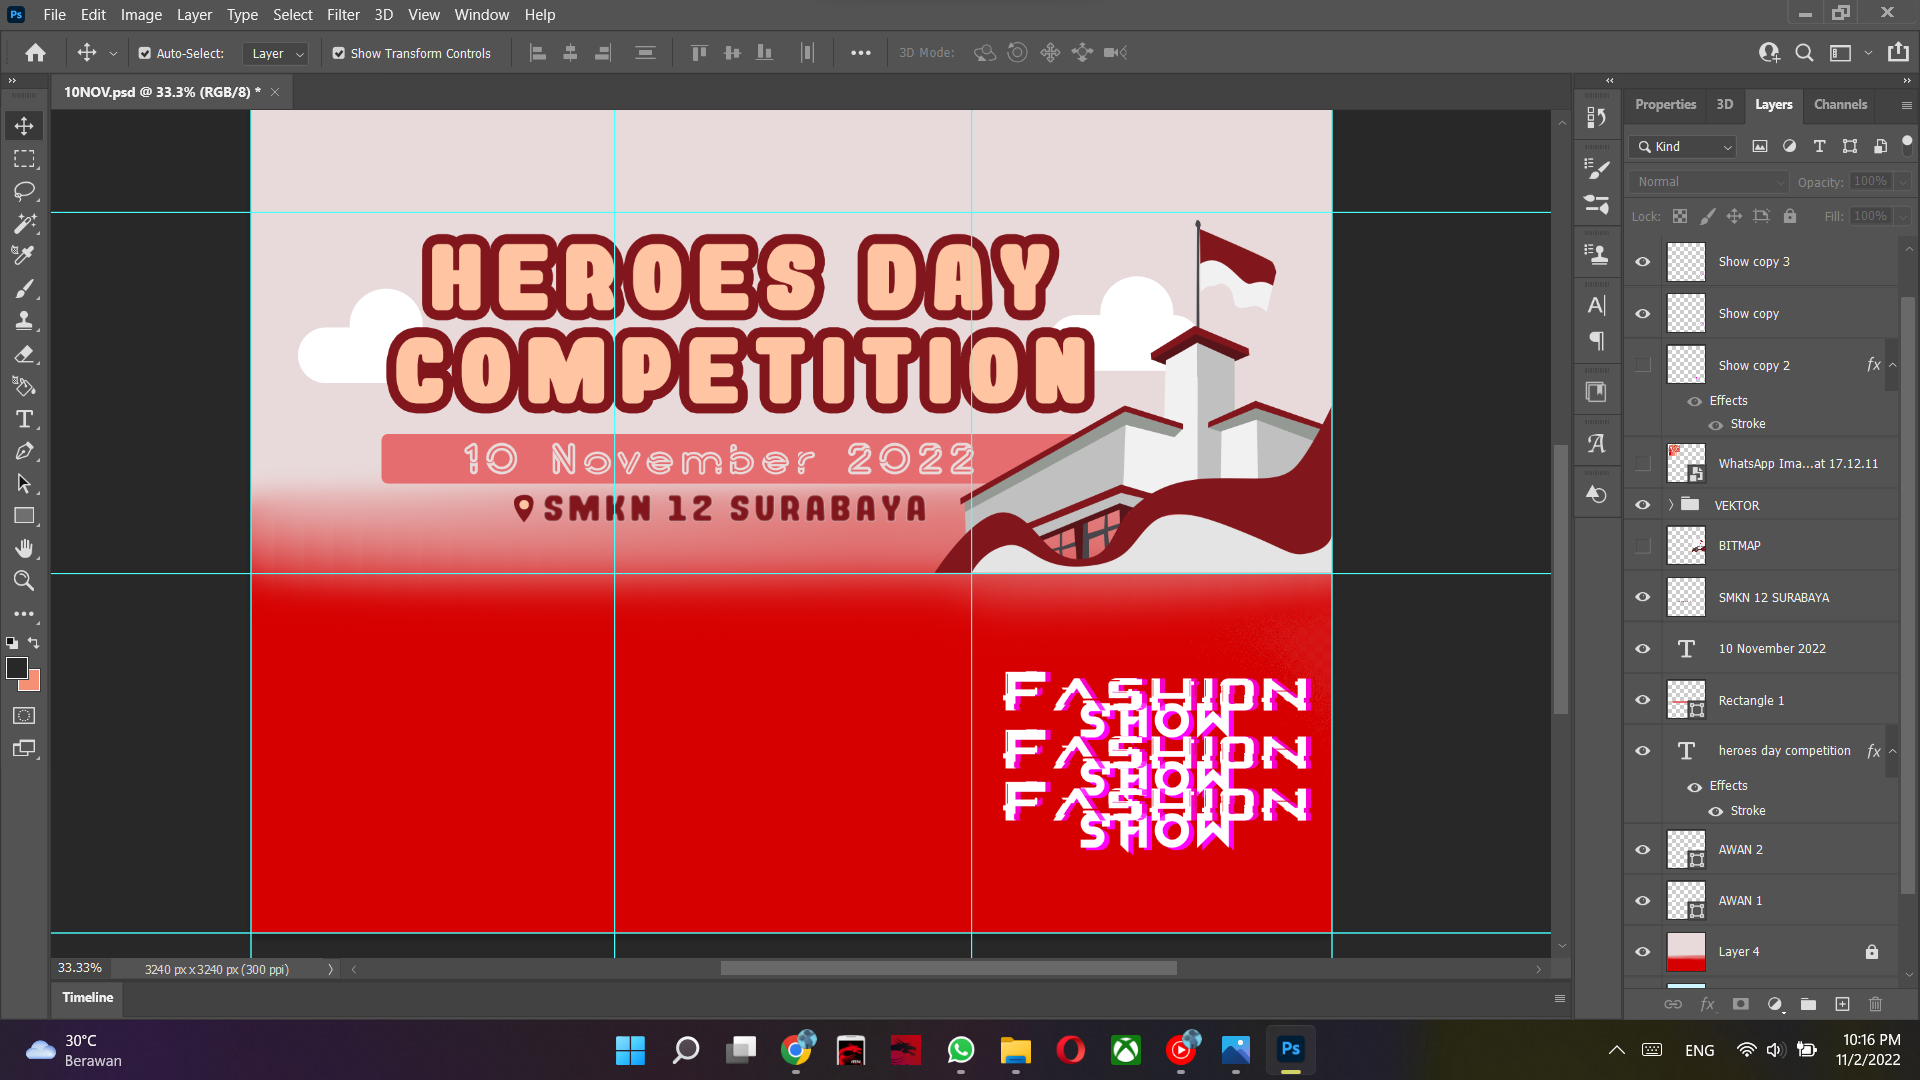 Ps File Edit Image Layer Type Select Filter 3D View Window Help
Auto-Select: Layer Show Transform Controls 3D Mode:
10NOV.psd @ 33.3% (RGB/8) *
HEROES DAY
COMPETITION
10 November 2022
SMKN 12 SURABAYA
FASHION
SHOW
FASHION
SHOW
FASHION
SHOW
33.33% 3240 px x 3240 px (300 ppi)
Timeline
Properties 3D Layers Channels
Kind
Normal Opacity: 100%
Lock: Fill: 100%
Show copy 3
Show copy
Show copy 2 fx
Effects
Stroke
WhatsApp Ima...at 17.12.11
VEKTOR
BITMAP
SMKN 12 SURABAYA
10 November 2022
Rectangle 1
heroes day competition fx
Effects
Stroke
AWAN 2
AWAN 1
Layer 4
fx
30°C
Berawan
Ps
ENG
10:16 PM
11/2/2022